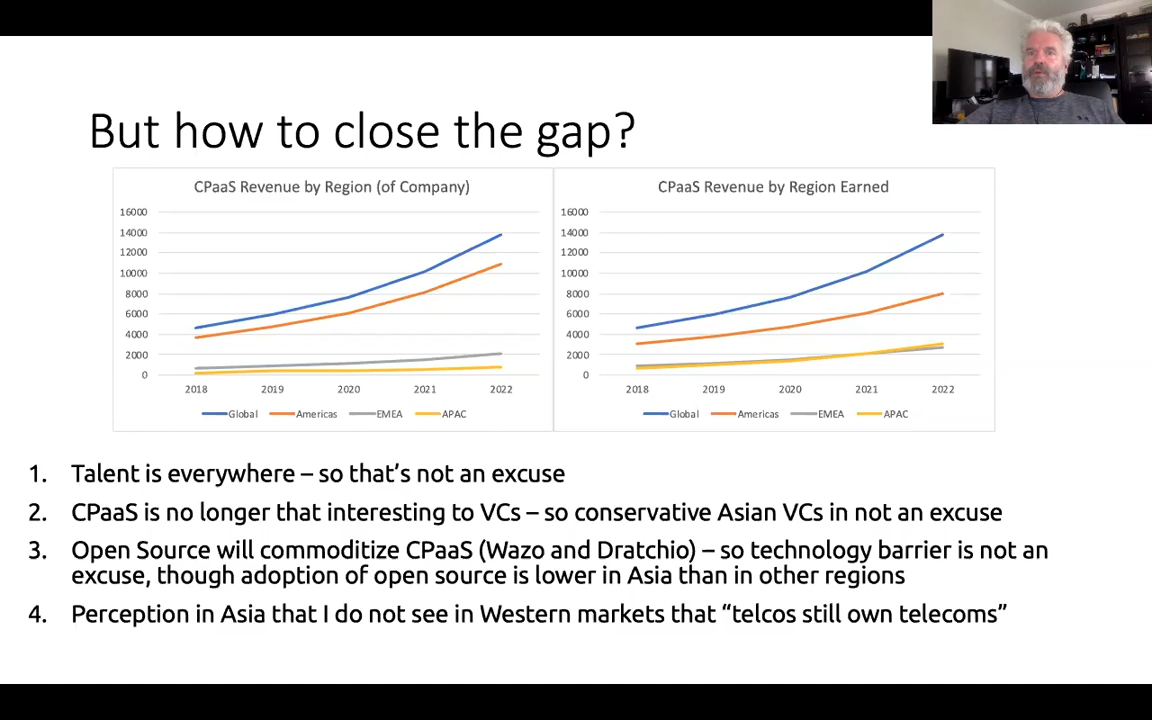 But how to close the gap?
CPaaS Revenue by Region (of Company)
16000
14000
12000
10000
8000
6000
4000
2000
0
2018 2019 2020 2021 2022
Global Americas EMEA APAC
CPaaS Revenue by Region Earned
16000
14000
12000
10000
8000
6000
4000
2000
0
2018 2019 2020 2021 2022
Global Americas EMEA APAC
1. Talent is everywhere – so that's not an excuse
2. CPaaS is no longer that interesting to VCs – so conservative Asian VCs in not an excuse
3. Open Source will commoditize CPaaS (Wazo and Dratchio) – so technology barrier is not an
excuse, though adoption of open source is lower in Asia than in other regions
4. Perception in Asia that I do not see in Western markets that “telcos still own telecoms”